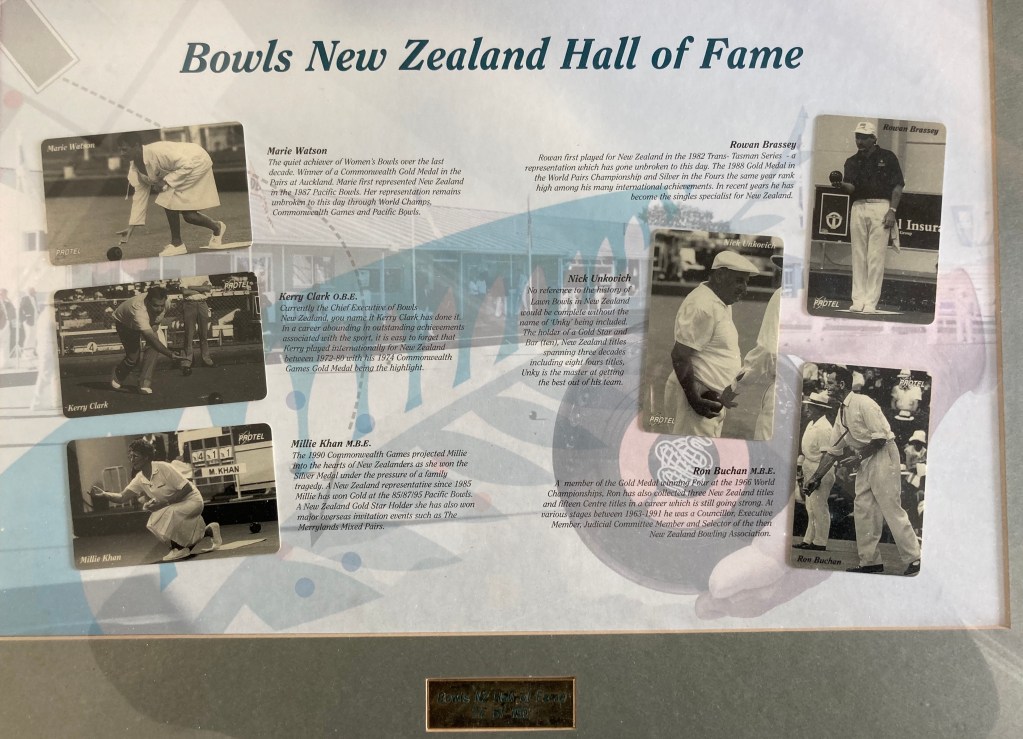 Bowls New Zealand Hall of Fame
Marie Watson
PROTEL
Marie Watson
The quiet achiever of Women's Bowls over the last
decade. Winner of a Commonwealth Gold Medal in the
Pairs at Auckland. Marie first represented New Zealand
in the 1987 Pacific Bowls. Her representation remains
unbroken to this day through World Champs,
Commonwealth Games and Pacific Bowls.
PROTEL
Kerry Clark
Kerry Clark O.B.E.
Currently the Chief Executive of Bowls
New Zealand, you name, it Kerry Clark has done it.
In a career abounding in outstanding achievements
associated with the sport, it is easy to forget that
Kerry played internationally for New Zealand
between 1972-80 with his 1974 Commonwealth
Games Gold Medal being the highlight.
PROTEL
M.KHAN
Millie Khan
Millie Khan M.B.E.
The 1990 Commonwealth Games projected Millie
into the hearts of New Zealanders as she won the
Silver Medal under the pressure of a family
tragedy. A New Zealand representative since 1985
Millie has won Gold at the 85/87/95 Pacific Bowls.
A New Zealand Gold Star Holder she has also won
major overseas invitation events such as The
Merrylands Mixed Pairs.
Rowan Brassey
Rowan first played for New Zealand in the 1982 Trans- Tasman Series - a
representation which has gone unbroken to this day. The 1988 Gold Medal in
the World Pairs Championship and Silver in the Fours the same year rank
high among his many international achievements. In recent years he has
become the singles specialist for New Zealand.
Rowan Brassey
l Insura
PROTEL
Nick Unkovich
No reference to the history of
Lawn Bowls in New Zealand
would be complete without the
name of 'Unky' being included.
The holder of a Gold Star and
Bar (ten), New Zealand titles
spanning three decades
including eight fours titles,
Unky is the master at getting
the best out of his team.
Nick Unkovich
PROTEL
Ron Buchan M.B.E.
A member of the Gold Medal winning Four at the 1966 World
Championships, Ron has also collected three New Zealand titles
and fifteen Centre titles in a career which is still going strong. At
various stages between 1963-1991 he was a Councillor, Executive
Member, Judicial Committee Member and Selector of the then
New Zealand Bowling Association.
PROTEL
Ron Buchan